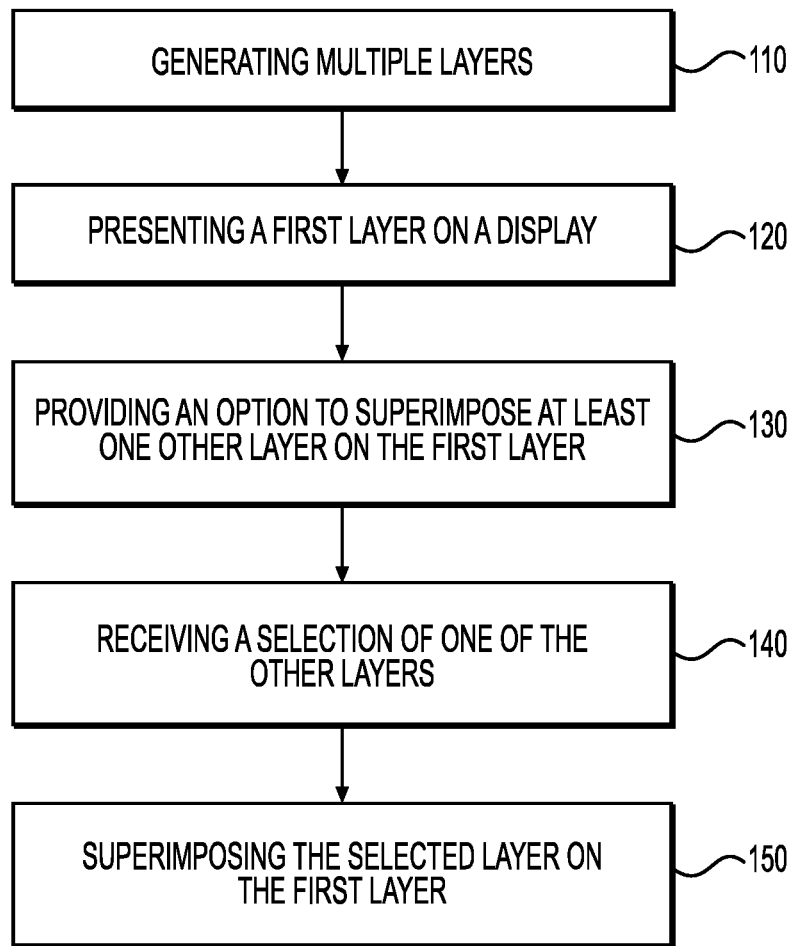 GENERATING MULTIPLE LAYERS
110
PRESENTING A FIRST LAYER ON A DISPLAY
120
PROVIDING AN OPTION TO SUPERIMPOSE AT LEAST
ONE OTHER LAYER ON THE FIRST LAYER
130
RECEIVING A SELECTION OF ONE OF THE
OTHER LAYERS
140
SUPERIMPOSING THE SELECTED LAYER ON
THE FIRST LAYER
150